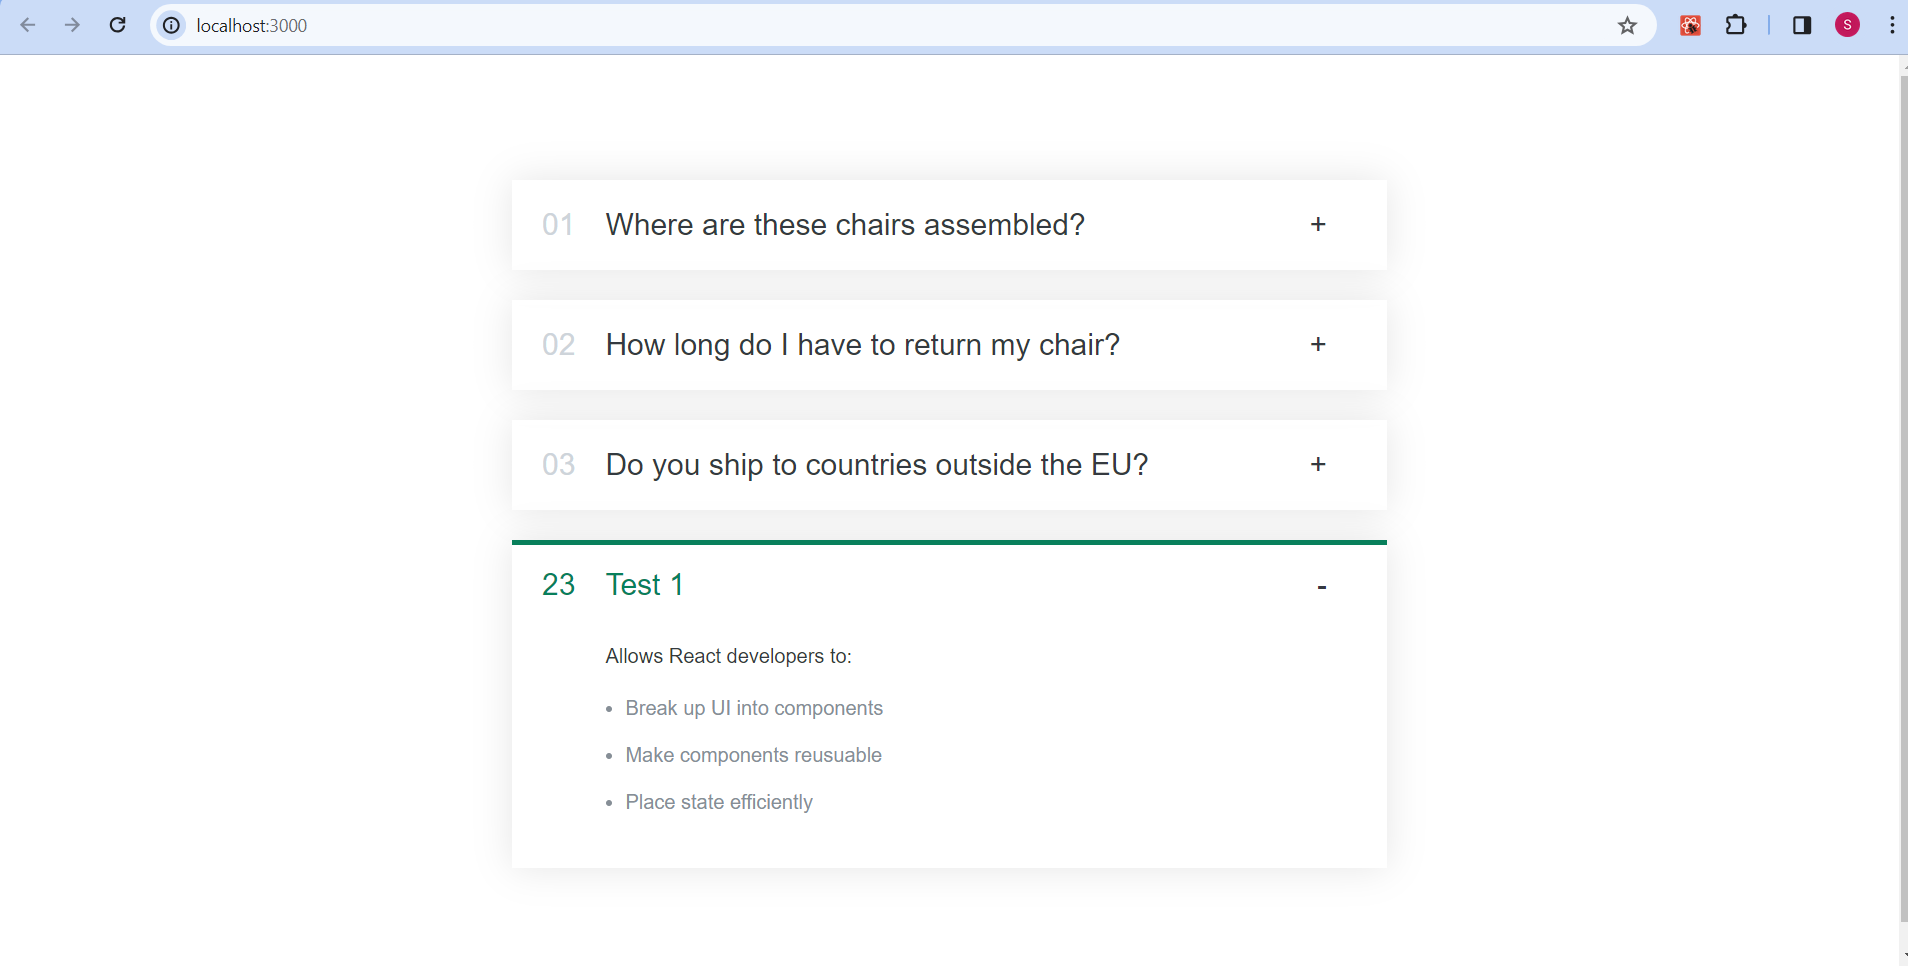 localhost:3000
S
01 Where are these chairs assembled? +
02 How long do I have to return my chair? +
03 Do you ship to countries outside the EU? +
23 Test 1 -
Allows React developers to:
• Break up UI into components
• Make components reusuable
• Place state efficiently